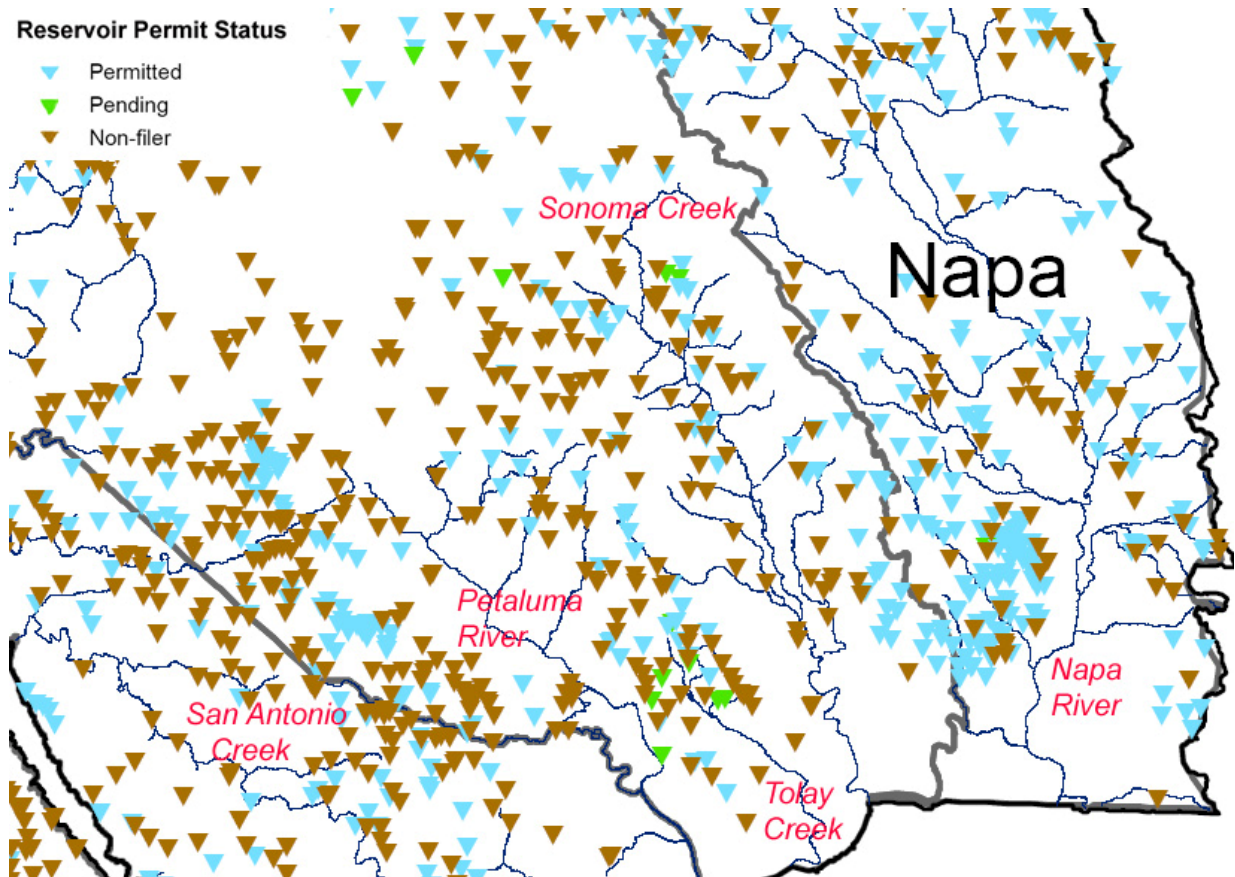 Reservoir Permit Status
Permitted
Pending
Non-filer
Sonoma Creek
Napa
Petaluma
River
Napa
River
San Antonio
Creek
Tolay
Creek